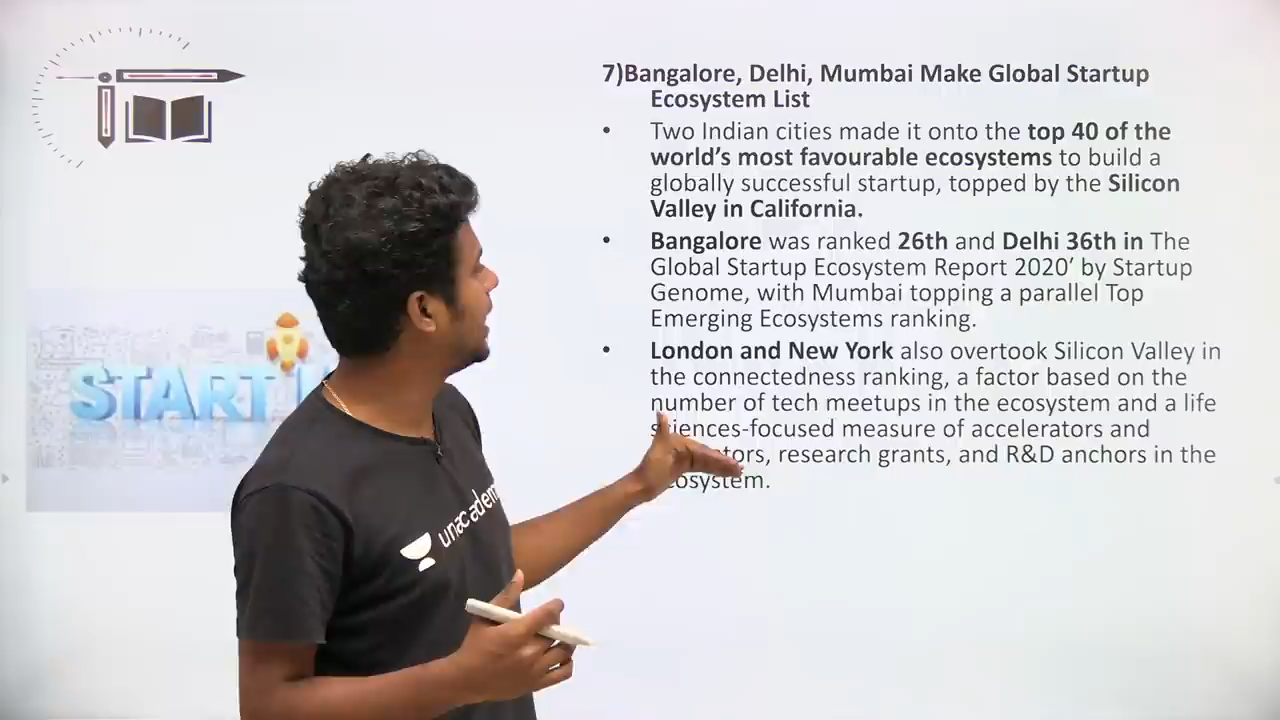 7)Bangalore, Delhi, Mumbai Make Global Startup
Ecosystem List
• Two Indian cities made it onto the top 40 of the
world's most favourable ecosystems to build a
globally successful startup, topped by the Silicon
Valley in California.
• Bangalore was ranked 26th and Delhi 36th in The
Global Startup Ecosystem Report 2020' by Startup
Genome, with Mumbai topping a parallel Top
Emerging Ecosystems ranking.
• London and New York also overtook Silicon Valley in
the connectedness ranking, a factor based on the
number of tech meetups in the ecosystem and a life
sciences-focused measure of accelerators and
research grants, and R&D anchors in the
ecosystem.
START
unacadem